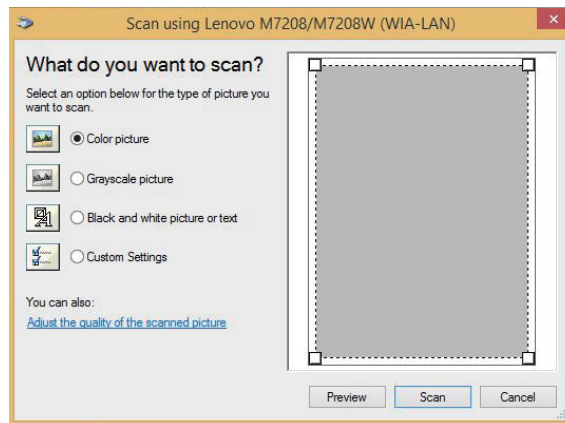 Scan using Lenovo M7208/M7208W (WIA-LAN)
What do you want to scan?
Select an option below for the type of picture you
want to scan.
Color picture
Grayscale picture
Black and white picture or text
Custom Settings
You can also:
Adjust the quality of the scanned picture
Preview Scan Cancel